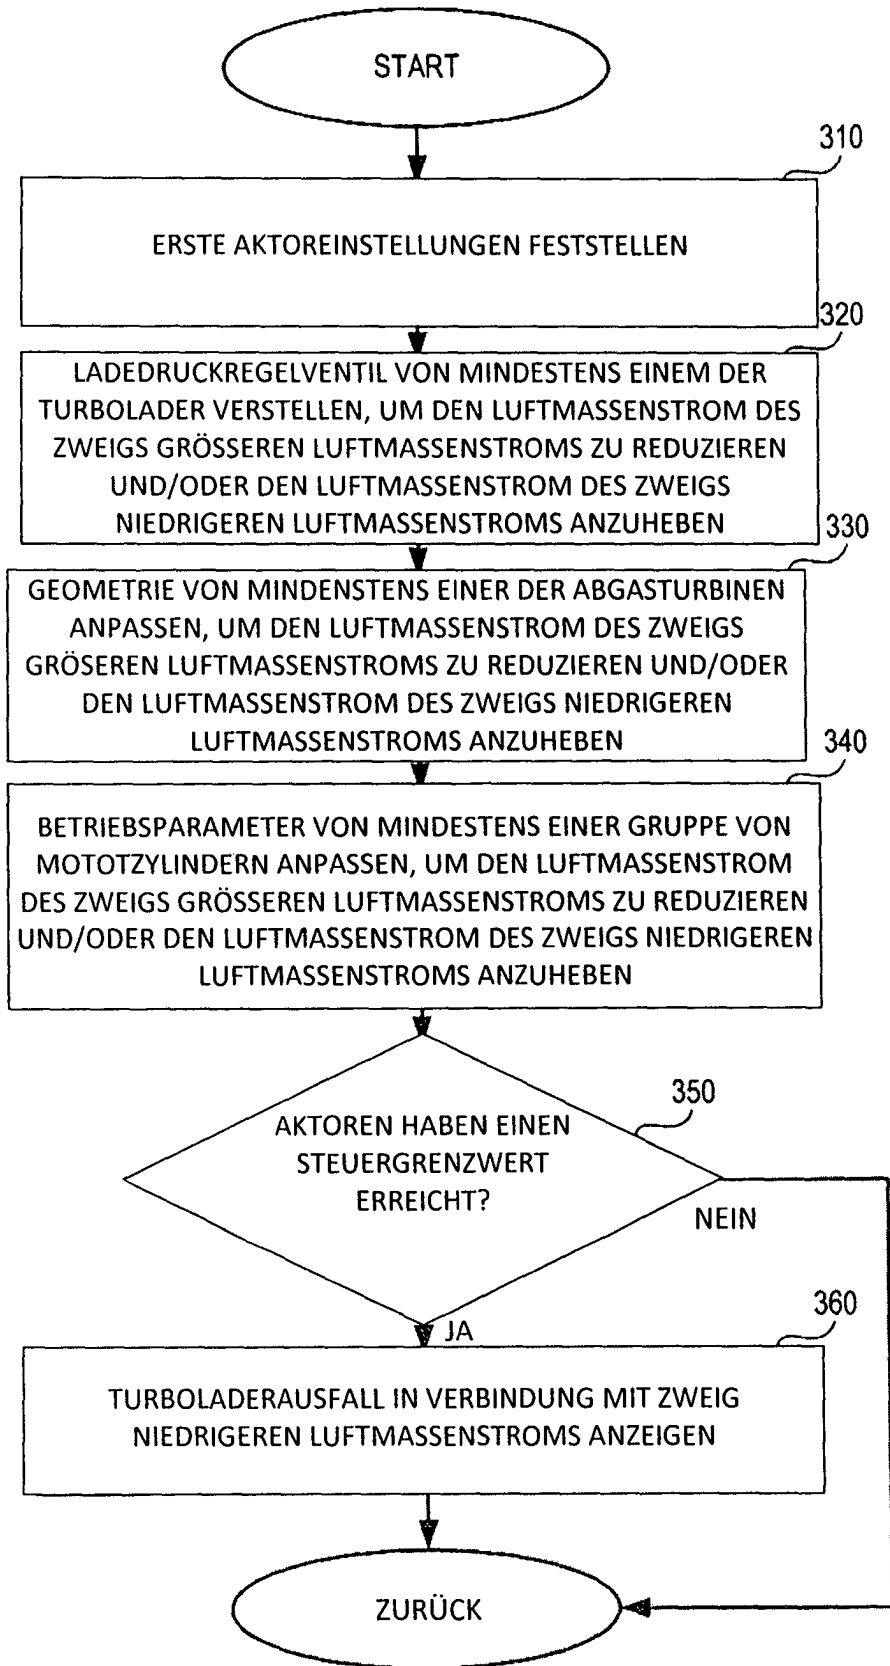 START
310
ERSTE AKTOREINSTELLUNGEN FESTSTELLEN
320
LADEDRUCKREGELVENTIL VON MINDESTENS EINEM DER
TURBOLADER VERSTELLEN, UM DEN LUFTMASSENSTROM DES
ZWEIGS GRÖSSEREN LUFTMASSENSTROMS ZU REDUZIEREN
UND/ODER DEN LUFTMASSENSTROM DES ZWEIGS
NIEDRIGEREN LUFTMASSENSTROMS ANZUHEBEN
330
GEOMETRIE VON MINDENSTENS EINER DER ABGASTURBINEN
ANPASSEN, UM DEN LUFTMASSENSTROM DES ZWEIGS
GRÖSEREN LUFTMASSENSTROMS ZU REDUZIEREN UND/ODER
DEN LUFTMASSENSTROM DES ZWEIGS NIEDRIGEREN
LUFTMASSENSTROMS ANZUHEBEN
340
BETRIEBSPARAMETER VON MINDESTENS EINER GRUPPE VON
MOTOTZYLINDERN ANPASSEN, UM DEN LUFTMASSENSTROM
DES ZWEIGS GRÖSSEREN LUFTMASSENSTROMS ZU REDUZIEREN
UND/ODER DEN LUFTMASSENSTROM DES ZWEIGS NIEDRIGEREN
LUFTMASSENSTROMS ANZUHEBEN
350
AKTOREN HABEN EINEN
STEUERGRENZWERT
ERREICHT?
NEIN
JA
360
TURBOLADERAUSFALL IN VERBINDUNG MIT ZWEIG
NIEDRIGEREN LUFTMASSENSTROMS ANZEIGEN
ZURÜCK